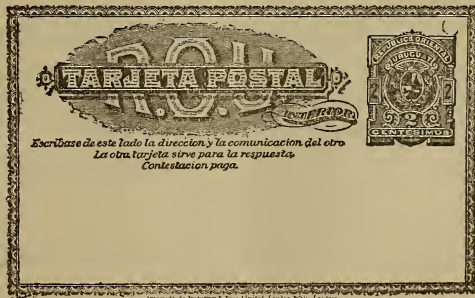 R.O.U.
TARJETA POSTAL
INTERIOR
REPUBLICA ORIENTAL
URUGUAY
2 2
2
CENTESIMOS
Escríbase de este lado la direccion y la comunicacion del otro
La otra tarjeta sirve para la respuesta.
Contestacion paga.